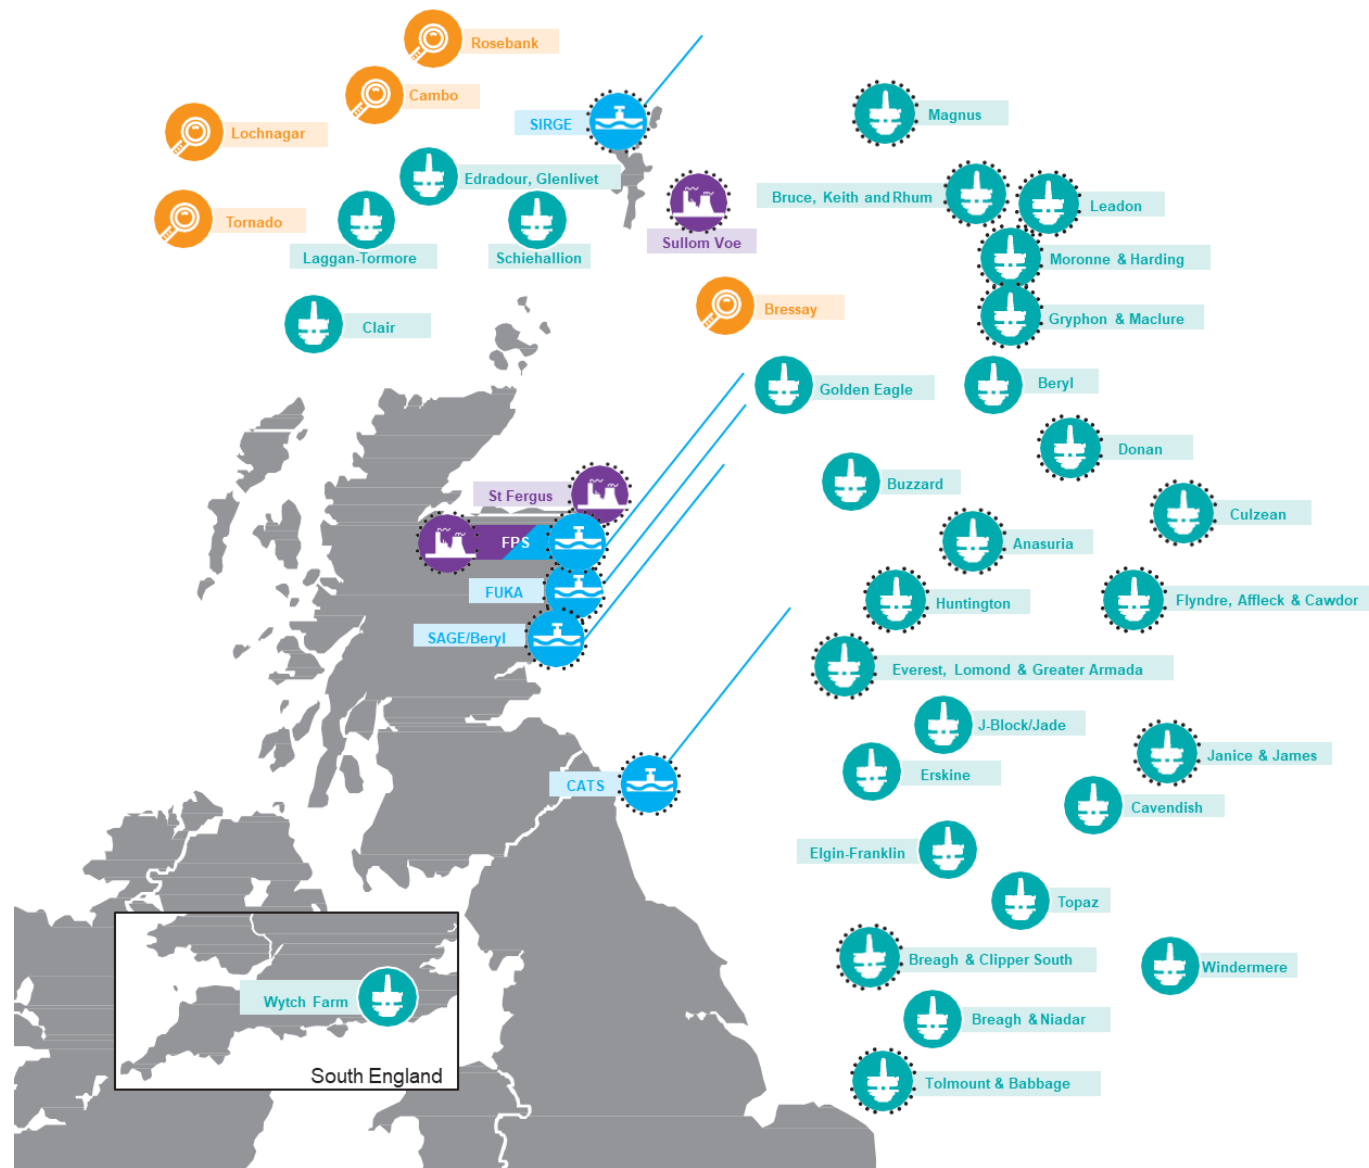 Rosebank
Cambo
Lochnagar
SIRGE
Magnus
Edradour, Glenlivet
Bruce, Keith and Rhum
Leadon
Tornado
Laggan-Tormore
Schiehallion
Sullom Voe
Moronne & Harding
Clair
Bressay
Gryphon & Maclure
Golden Eagle
Beryl
Donan
St Fergus
Buzzard
Culzean
FPS
Anasuria
FUKA
Huntington
Flyndre, Affleck & Cawdor
SAGE/Beryl
Everest, Lomond & Greater Armada
J-Block/Jade
Janice & James
Erskine
CATS
Cavendish
Elgin-Franklin
Topaz
Breagh & Clipper South
Windermere
Wytch Farm
Breagh & Niadar
South England
Tolmount & Babbage